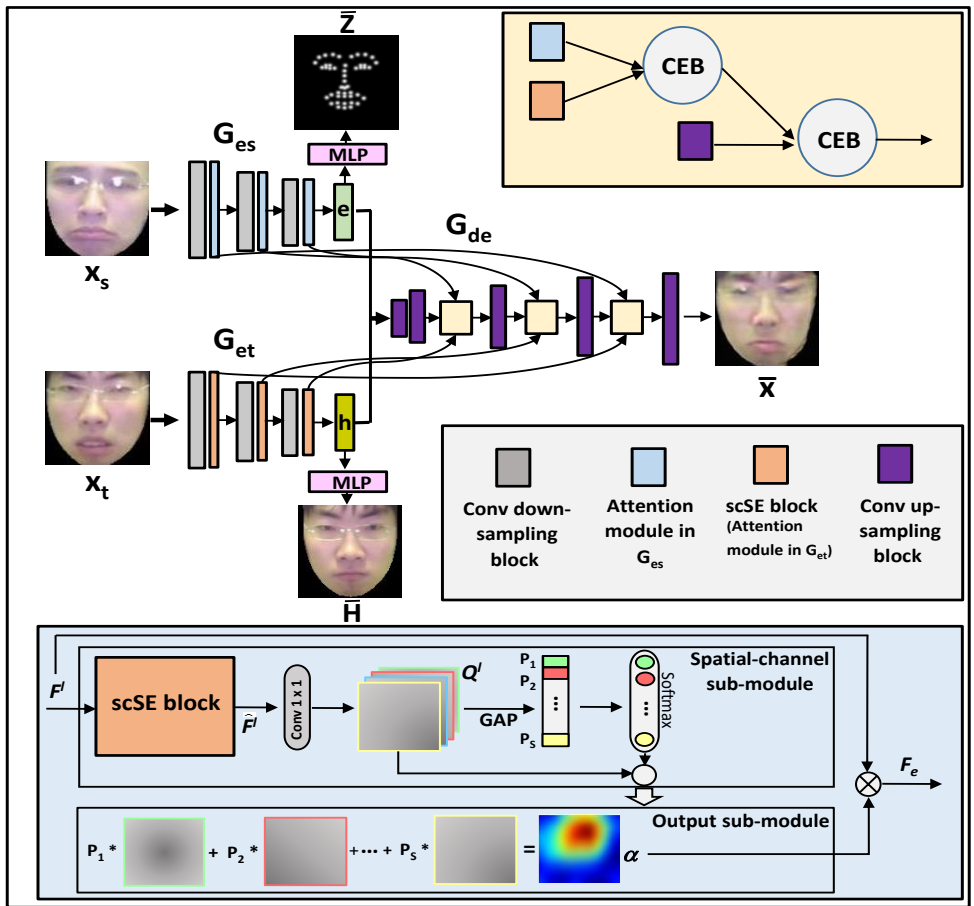 Z̅
G_es
MLP
e
x_s
CEB
CEB
G_de
G_et
x̅
h
x_t
MLP
H̅
Conv down-
sampling
block
Attention
module in
G_es
scSE block
(Attention
module in G_et)
Conv up-
sampling
block
F^l
scSE block
F̃^l
Conv 1 x 1
Q^l
GAP
P_1
P_2
...
P_S
Softmax
...
Spatial-channel
sub-module
F_e
Output sub-module
P_1 * + P_2 * +...+ P_S * = α